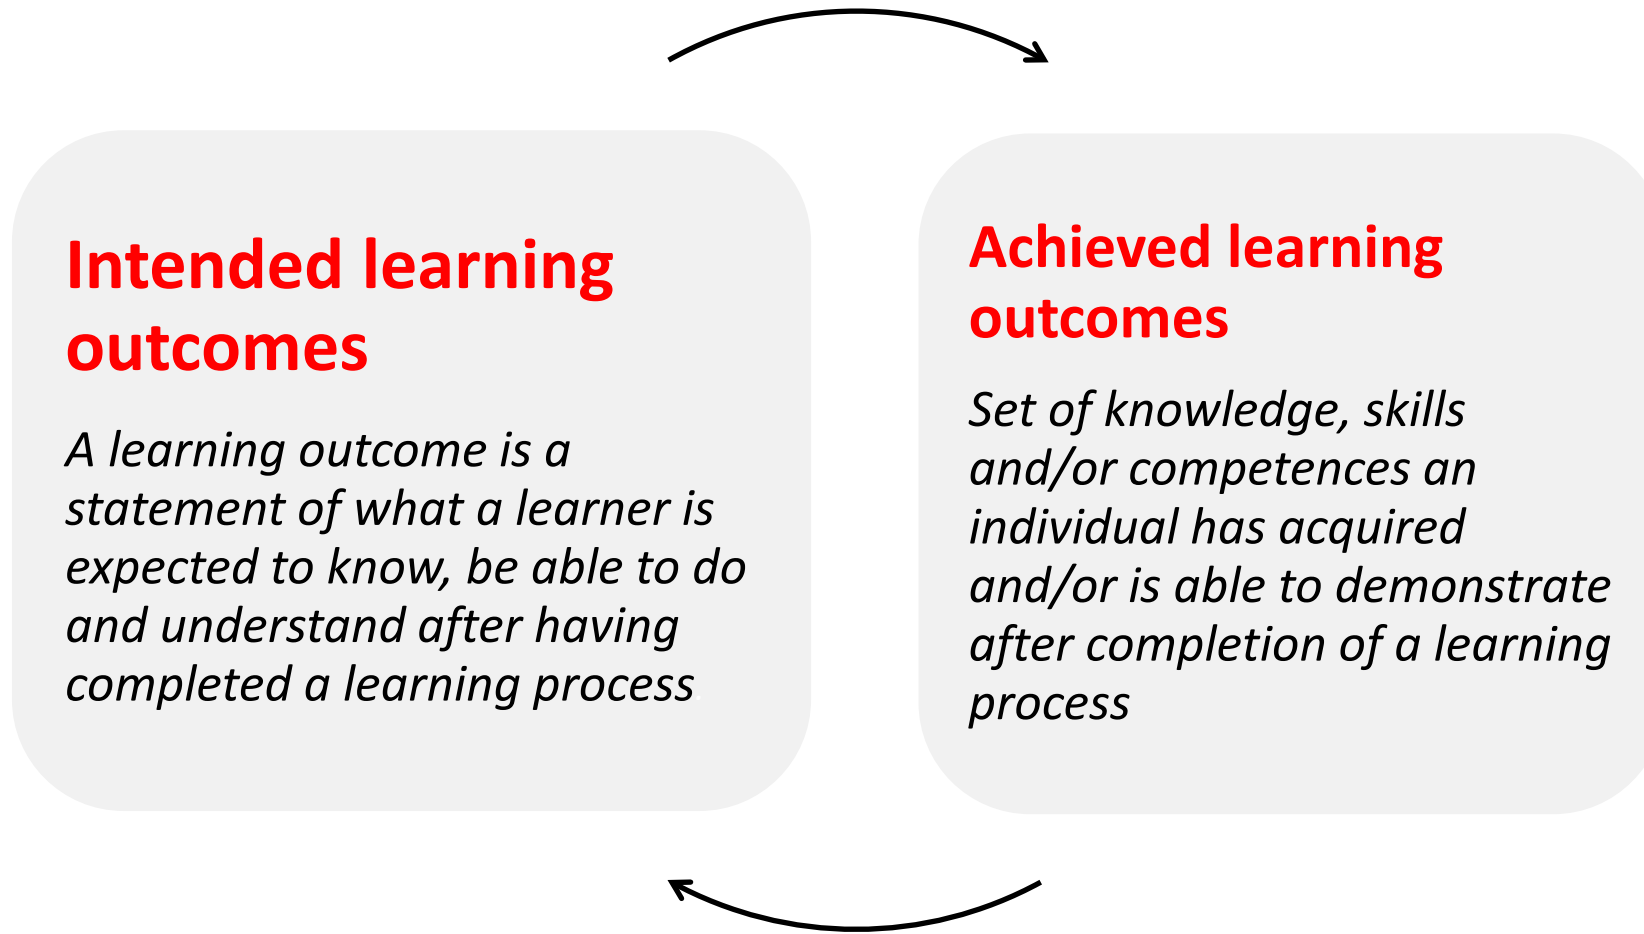 Intended learning
outcomes
A learning outcome is a
statement of what a learner is
expected to know, be able to do
and understand after having
completed a learning process
Achieved learning
outcomes
Set of knowledge, skills
and/or competences an
individual has acquired
and/or is able to demonstrate
after completion of a learning
process